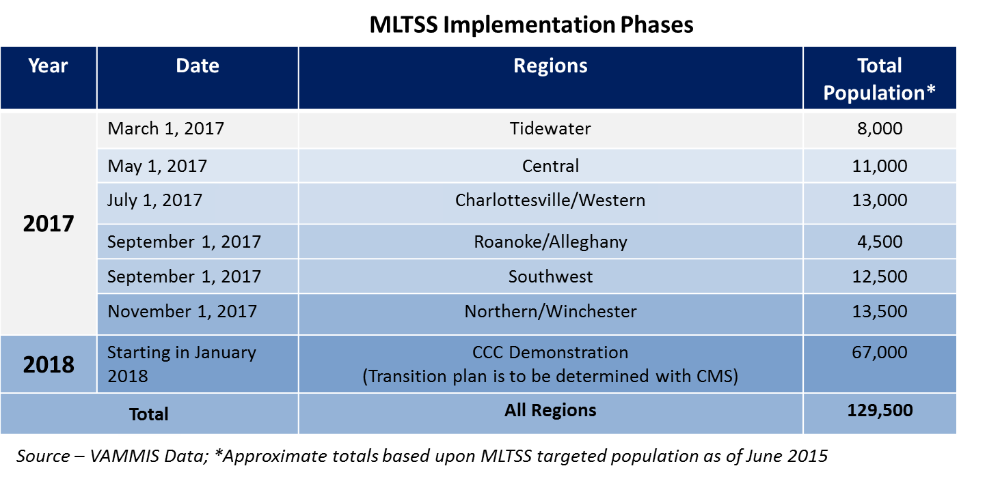 MLTSS Implementation Phases
Year Date Regions Total
Population*
2017
March 1, 2017 Tidewater 8,000
May 1, 2017 Central 11,000
July 1, 2017 Charlottesville/Western 13,000
September 1, 2017 Roanoke/Alleghany 4,500
September 1, 2017 Southwest 12,500
November 1, 2017 Northern/Winchester 13,500
2018
Starting in January CCC Demonstration 67,000
2018 (Transition plan is to be determined with CMS)
Total All Regions 129,500
Source – VAMMIS Data; *Approximate totals based upon MLTSS targeted population as of June 2015